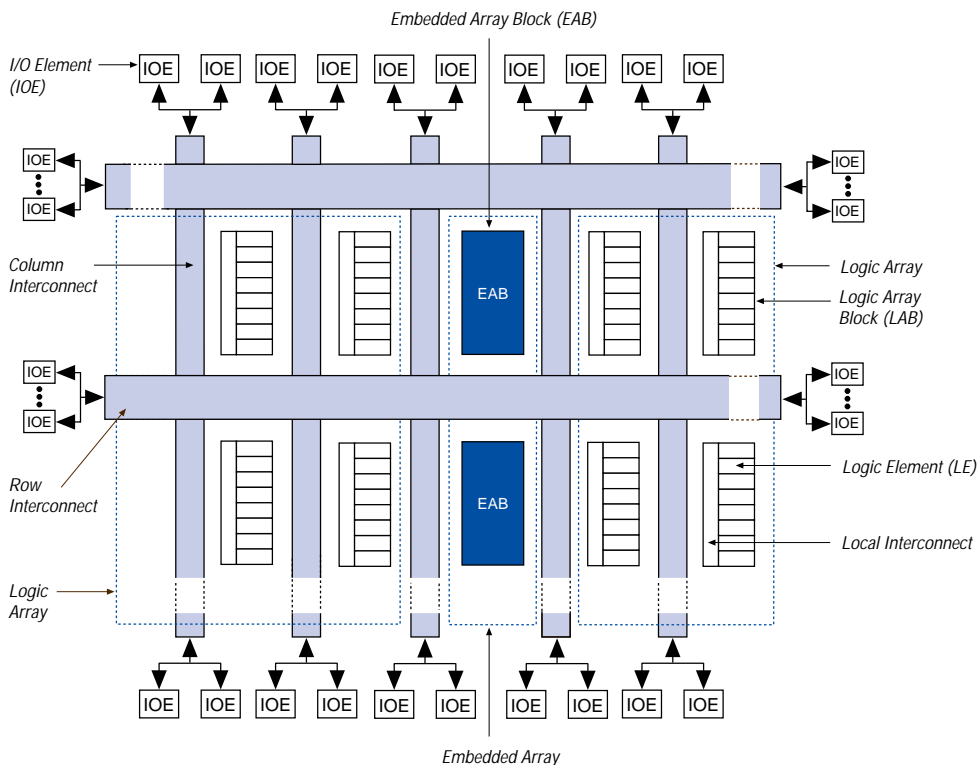 Embedded Array Block (EAB)
I/O Element
(IOE)
IOE IOE IOE IOE IOE IOE IOE IOE IOE IOE
IOE
IOE
IOE
IOE
Column
Interconnect
EAB
Logic Array
Logic Array
Block (LAB)
IOE
IOE
IOE
IOE
Row
Interconnect
EAB
Logic Element (LE)
Local Interconnect
Logic
Array
IOE IOE IOE IOE IOE IOE IOE IOE IOE IOE
Embedded Array